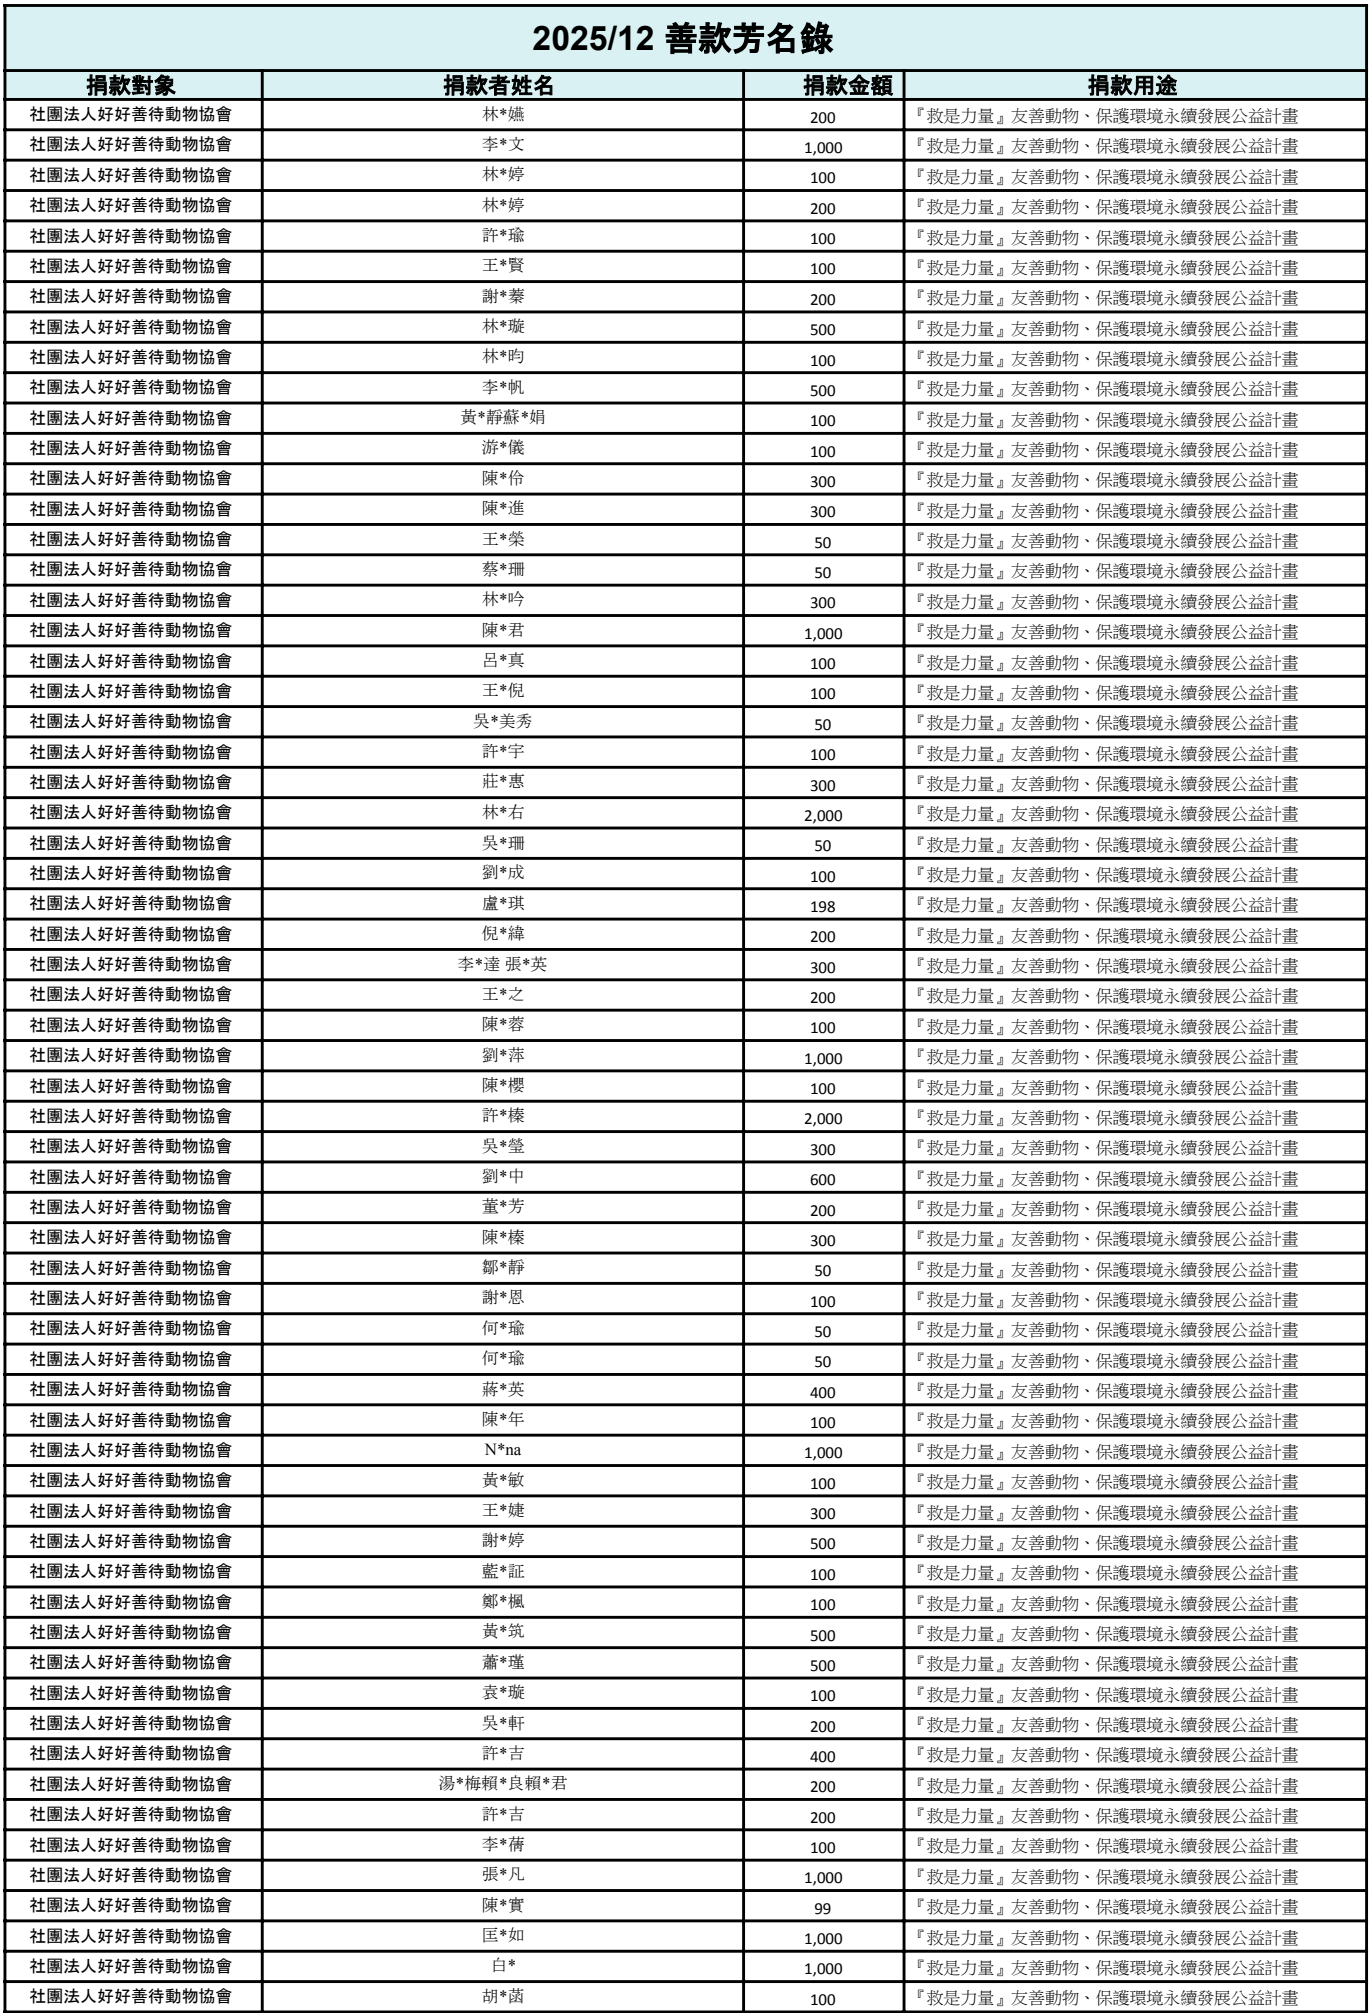 2025/12 善款芳名錄
捐款對象 捐款者姓名 捐款金額 捐款用途
社團法人好好善待動物協會 林*嬿 200 『救是力量』友善動物、保護環境永續發展公益計畫
社團法人好好善待動物協會 李*文 1,000 『救是力量』友善動物、保護環境永續發展公益計畫
社團法人好好善待動物協會 林*婷 100 『救是力量』友善動物、保護環境永續發展公益計畫
社團法人好好善待動物協會 林*婷 200 『救是力量』友善動物、保護環境永續發展公益計畫
社團法人好好善待動物協會 許*瑜 100 『救是力量』友善動物、保護環境永續發展公益計畫
社團法人好好善待動物協會 王*賢 100 『救是力量』友善動物、保護環境永續發展公益計畫
社團法人好好善待動物協會 謝*蓁 200 『救是力量』友善動物、保護環境永續發展公益計畫
社團法人好好善待動物協會 林*璇 500 『救是力量』友善動物、保護環境永續發展公益計畫
社團法人好好善待動物協會 林*昀 100 『救是力量』友善動物、保護環境永續發展公益計畫
社團法人好好善待動物協會 李*帆 500 『救是力量』友善動物、保護環境永續發展公益計畫
社團法人好好善待動物協會 黃*靜蘇*娟 100 『救是力量』友善動物、保護環境永續發展公益計畫
社團法人好好善待動物協會 游*儀 100 『救是力量』友善動物、保護環境永續發展公益計畫
社團法人好好善待動物協會 陳*伶 300 『救是力量』友善動物、保護環境永續發展公益計畫
社團法人好好善待動物協會 陳*進 300 『救是力量』友善動物、保護環境永續發展公益計畫
社團法人好好善待動物協會 王*榮 50 『救是力量』友善動物、保護環境永續發展公益計畫
社團法人好好善待動物協會 蔡*珊 50 『救是力量』友善動物、保護環境永續發展公益計畫
社團法人好好善待動物協會 林*吟 300 『救是力量』友善動物、保護環境永續發展公益計畫
社團法人好好善待動物協會 陳*君 1,000 『救是力量』友善動物、保護環境永續發展公益計畫
社團法人好好善待動物協會 呂*真 100 『救是力量』友善動物、保護環境永續發展公益計畫
社團法人好好善待動物協會 王*倪 100 『救是力量』友善動物、保護環境永續發展公益計畫
社團法人好好善待動物協會 吳*美秀 50 『救是力量』友善動物、保護環境永續發展公益計畫
社團法人好好善待動物協會 許*宇 100 『救是力量』友善動物、保護環境永續發展公益計畫
社團法人好好善待動物協會 莊*惠 300 『救是力量』友善動物、保護環境永續發展公益計畫
社團法人好好善待動物協會 林*右 2,000 『救是力量』友善動物、保護環境永續發展公益計畫
社團法人好好善待動物協會 吳*珊 50 『救是力量』友善動物、保護環境永續發展公益計畫
社團法人好好善待動物協會 劉*成 100 『救是力量』友善動物、保護環境永續發展公益計畫
社團法人好好善待動物協會 盧*琪 198 『救是力量』友善動物、保護環境永續發展公益計畫
社團法人好好善待動物協會 倪*緯 200 『救是力量』友善動物、保護環境永續發展公益計畫
社團法人好好善待動物協會 李*達 張*英 300 『救是力量』友善動物、保護環境永續發展公益計畫
社團法人好好善待動物協會 王*之 200 『救是力量』友善動物、保護環境永續發展公益計畫
社團法人好好善待動物協會 陳*蓉 100 『救是力量』友善動物、保護環境永續發展公益計畫
社團法人好好善待動物協會 劉*萍 1,000 『救是力量』友善動物、保護環境永續發展公益計畫
社團法人好好善待動物協會 陳*櫻 100 『救是力量』友善動物、保護環境永續發展公益計畫
社團法人好好善待動物協會 許*榛 2,000 『救是力量』友善動物、保護環境永續發展公益計畫
社團法人好好善待動物協會 吳*瑩 300 『救是力量』友善動物、保護環境永續發展公益計畫
社團法人好好善待動物協會 劉*中 600 『救是力量』友善動物、保護環境永續發展公益計畫
社團法人好好善待動物協會 董*芳 200 『救是力量』友善動物、保護環境永續發展公益計畫
社團法人好好善待動物協會 陳*榛 300 『救是力量』友善動物、保護環境永續發展公益計畫
社團法人好好善待動物協會 鄒*靜 50 『救是力量』友善動物、保護環境永續發展公益計畫
社團法人好好善待動物協會 謝*恩 100 『救是力量』友善動物、保護環境永續發展公益計畫
社團法人好好善待動物協會 何*瑜 50 『救是力量』友善動物、保護環境永續發展公益計畫
社團法人好好善待動物協會 何*瑜 50 『救是力量』友善動物、保護環境永續發展公益計畫
社團法人好好善待動物協會 蔣*英 400 『救是力量』友善動物、保護環境永續發展公益計畫
社團法人好好善待動物協會 陳*年 100 『救是力量』友善動物、保護環境永續發展公益計畫
社團法人好好善待動物協會 N*na 1,000 『救是力量』友善動物、保護環境永續發展公益計畫
社團法人好好善待動物協會 黃*敏 100 『救是力量』友善動物、保護環境永續發展公益計畫
社團法人好好善待動物協會 王*婕 300 『救是力量』友善動物、保護環境永續發展公益計畫
社團法人好好善待動物協會 謝*婷 500 『救是力量』友善動物、保護環境永續發展公益計畫
社團法人好好善待動物協會 藍*証 100 『救是力量』友善動物、保護環境永續發展公益計畫
社團法人好好善待動物協會 鄭*楓 100 『救是力量』友善動物、保護環境永續發展公益計畫
社團法人好好善待動物協會 黃*筑 500 『救是力量』友善動物、保護環境永續發展公益計畫
社團法人好好善待動物協會 蕭*瑾 500 『救是力量』友善動物、保護環境永續發展公益計畫
社團法人好好善待動物協會 袁*璇 100 『救是力量』友善動物、保護環境永續發展公益計畫
社團法人好好善待動物協會 吳*軒 200 『救是力量』友善動物、保護環境永續發展公益計畫
社團法人好好善待動物協會 許*吉 400 『救是力量』友善動物、保護環境永續發展公益計畫
社團法人好好善待動物協會 湯*梅賴*良賴*君 200 『救是力量』友善動物、保護環境永續發展公益計畫
社團法人好好善待動物協會 許*吉 200 『救是力量』友善動物、保護環境永續發展公益計畫
社團法人好好善待動物協會 李*蒨 100 『救是力量』友善動物、保護環境永續發展公益計畫
社團法人好好善待動物協會 張*凡 1,000 『救是力量』友善動物、保護環境永續發展公益計畫
社團法人好好善待動物協會 陳*實 99 『救是力量』友善動物、保護環境永續發展公益計畫
社團法人好好善待動物協會 匡*如 1,000 『救是力量』友善動物、保護環境永續發展公益計畫
社團法人好好善待動物協會 白* 1,000 『救是力量』友善動物、保護環境永續發展公益計畫
社團法人好好善待動物協會 胡*菡 100 『救是力量』友善動物、保護環境永續發展公益計畫